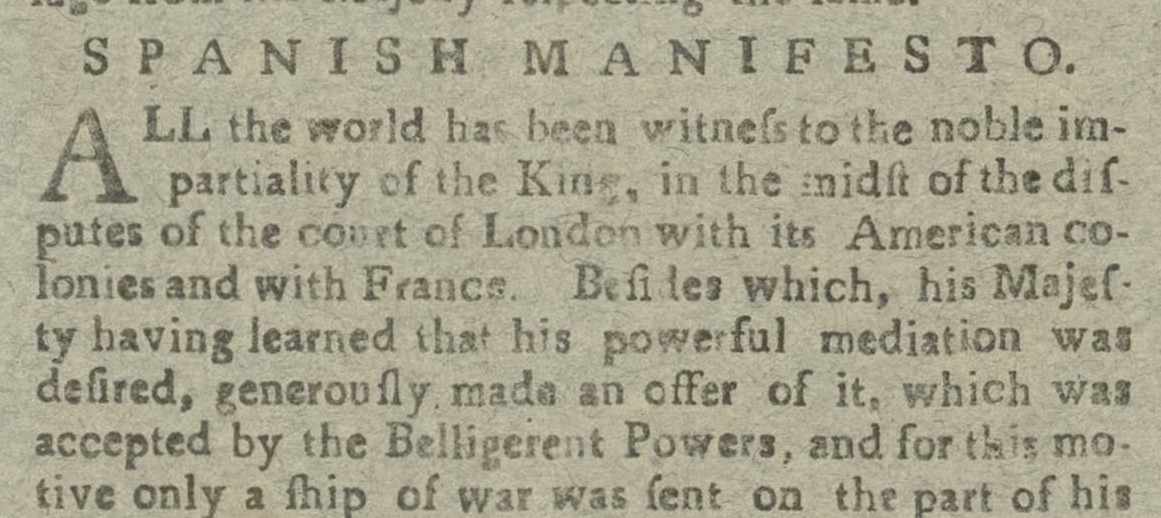 SPANISH MANIFESTO.
ALL the world has been witneſs to the noble im-
partiality of the King, in the midſt of the diſ-
putes of the court of London with its American co-
lonies and with France. Beſides which, his Majeſ-
ty having learned that his powerful mediation was
deſired, generouſly made an offer of it, which was
accepted by the Belligerent Powers, and for this mo-
tive only a ſhip of war was ſent on the part of his